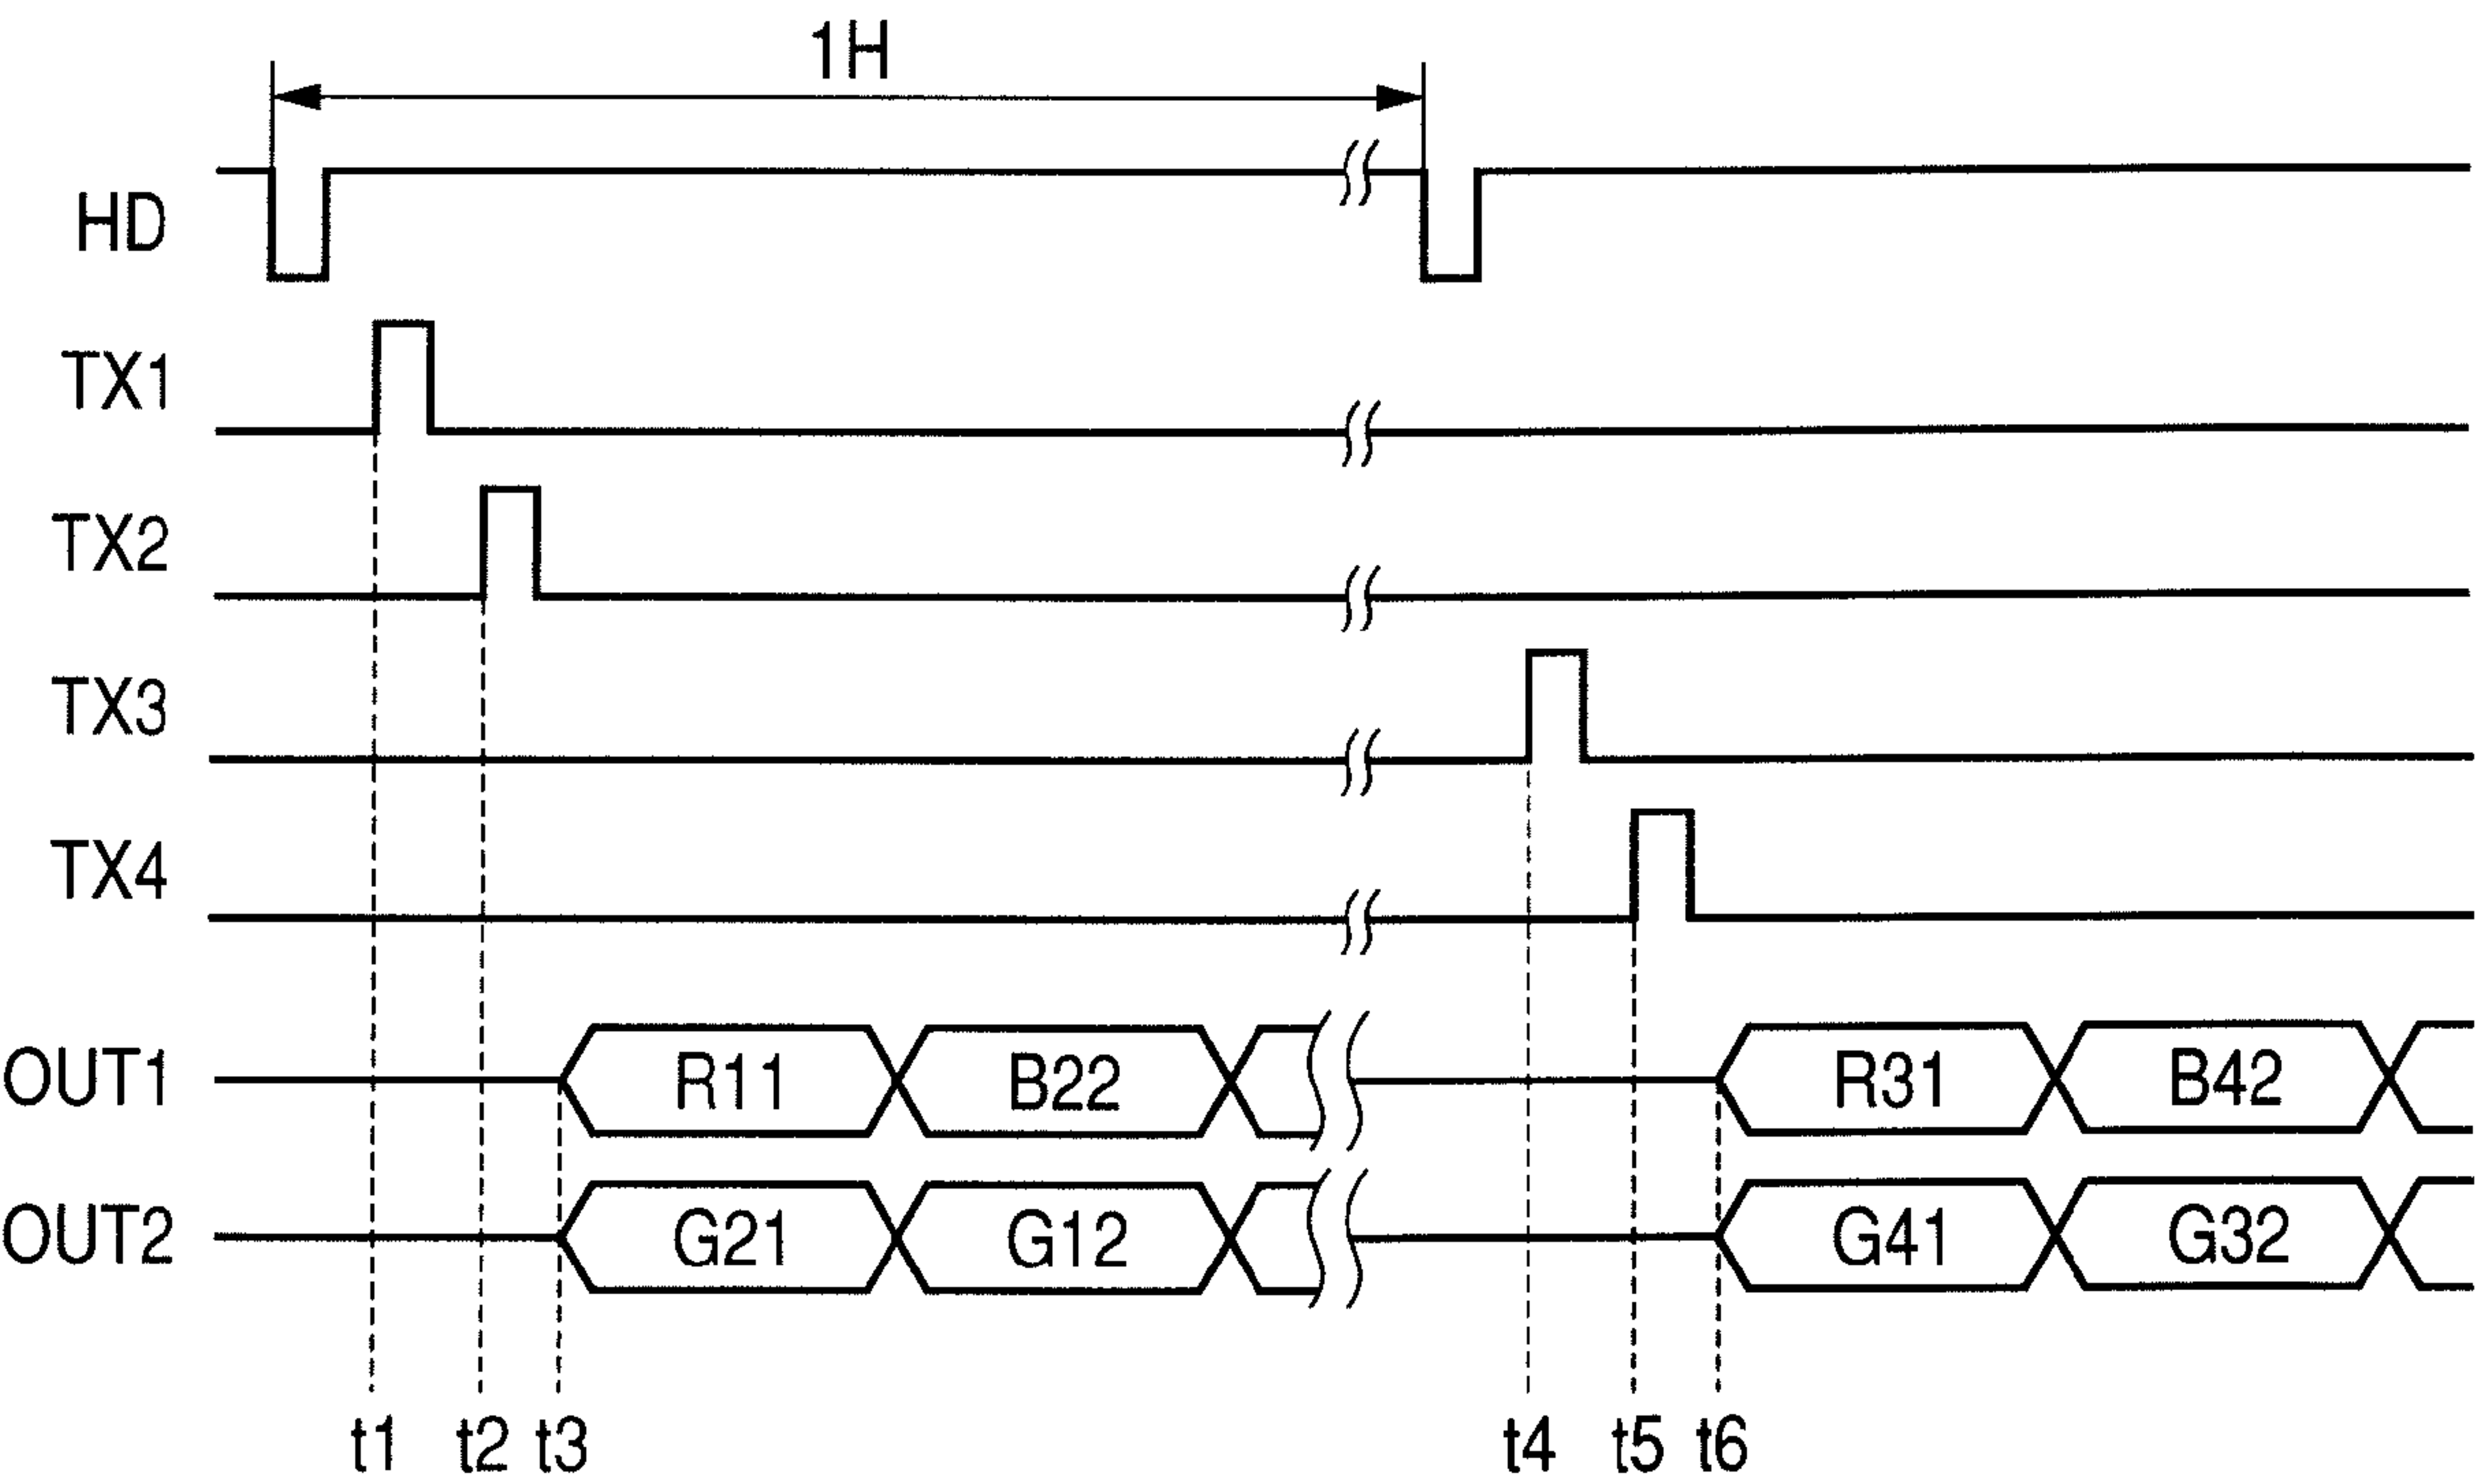 1H
HD
TX1
TX2
TX3
TX4
OUT1 R11 B22 R31 B42
OUT2 G21 G12 G41 G32
t1 t2 t3 t4 t5 t6